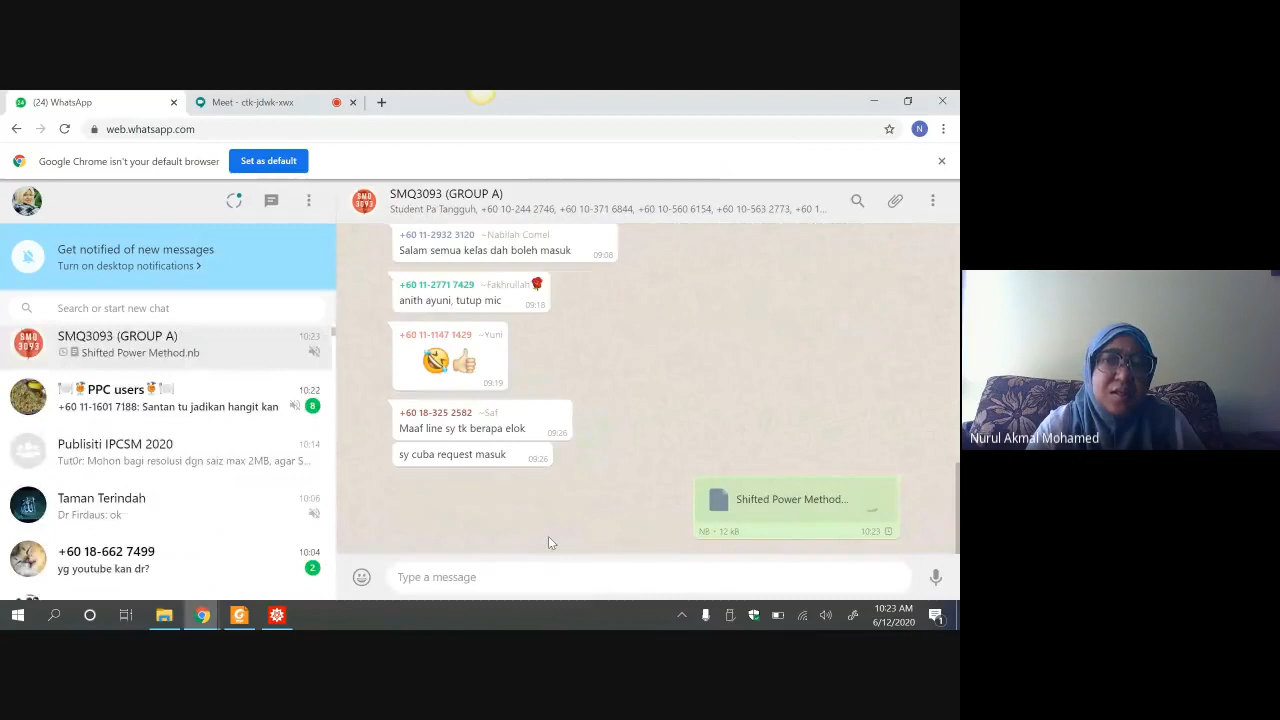 (24) WhatsApp
Meet - ctk-jdwk-xwx
web.whatsapp.com
N
Google Chrome isn't your default browser
Set as default
SMQ3093 (GROUP A)
Student Pa Tangguh, +60 10-244 2746, +60 10-371 6844, +60 10-560 6154, +60 10-563 2773, +60 1...
Get notified of new messages
Turn on desktop notifications >
Search or start new chat
SMQ3093 (GROUP A)
10:23
Shifted Power Method.nb
PPC users
10:22
+60 11-1601 7188: Santan tu jadikan hangit kan
8
Publisiti IPCSM 2020
10:14
Tut0r: Mohon bagi resolusi dgn saiz max 2MB, agar S...
Taman Terindah
10:06
Dr Firdaus: ok
+60 18-662 7499
10:04
yg youtube kan dr?
2
+60 11-2932 3120 ~Nabilah Comel
Salam semua kelas dah boleh masuk
09:08
+60 11-2771 7429 ~Fakhrullah🌹
anith ayuni, tutup mic
09:18
+60 11-1147 1429 ~Yuni
🤣👍🏼
09:19
+60 18-325 2582 ~Saf
Maaf line sy tk berapa elok
09:26
sy cuba request masuk
09:26
Shifted Power Method...
NB • 12 kB
10:23
Type a message
10:23 AM
6/12/2020
Nurul Akmal Mohamed